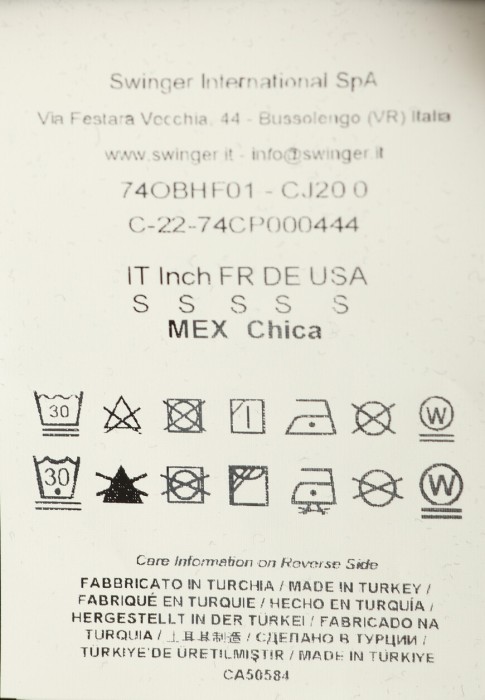 Swinger International SpA
Via Festara Vecchia, 44 - Bussolengo (VR) Italia
www.swinger.it - info@swinger.it
74OBHF01 - CJ20 0
C-22-74CP000444
IT Inch FR DE USA
S S S S S
MEX Chica
30 W
30 W
Care Information on Reverse Side
FABBRICATO IN TURCHIA / MADE IN TURKEY /
FABRIQUÉ EN TURQUIE / HECHO EN TURQUÍA /
HERGESTELLT IN DER TÜRKEI / FABRICADO NA
TURQUIA / 土耳其制造 / СДЕЛАНО В ТУРЦИИ /
TÜRKIYE'DE ÜRETILMIŞTIR / MADE IN TÜRKIYE
CA50584